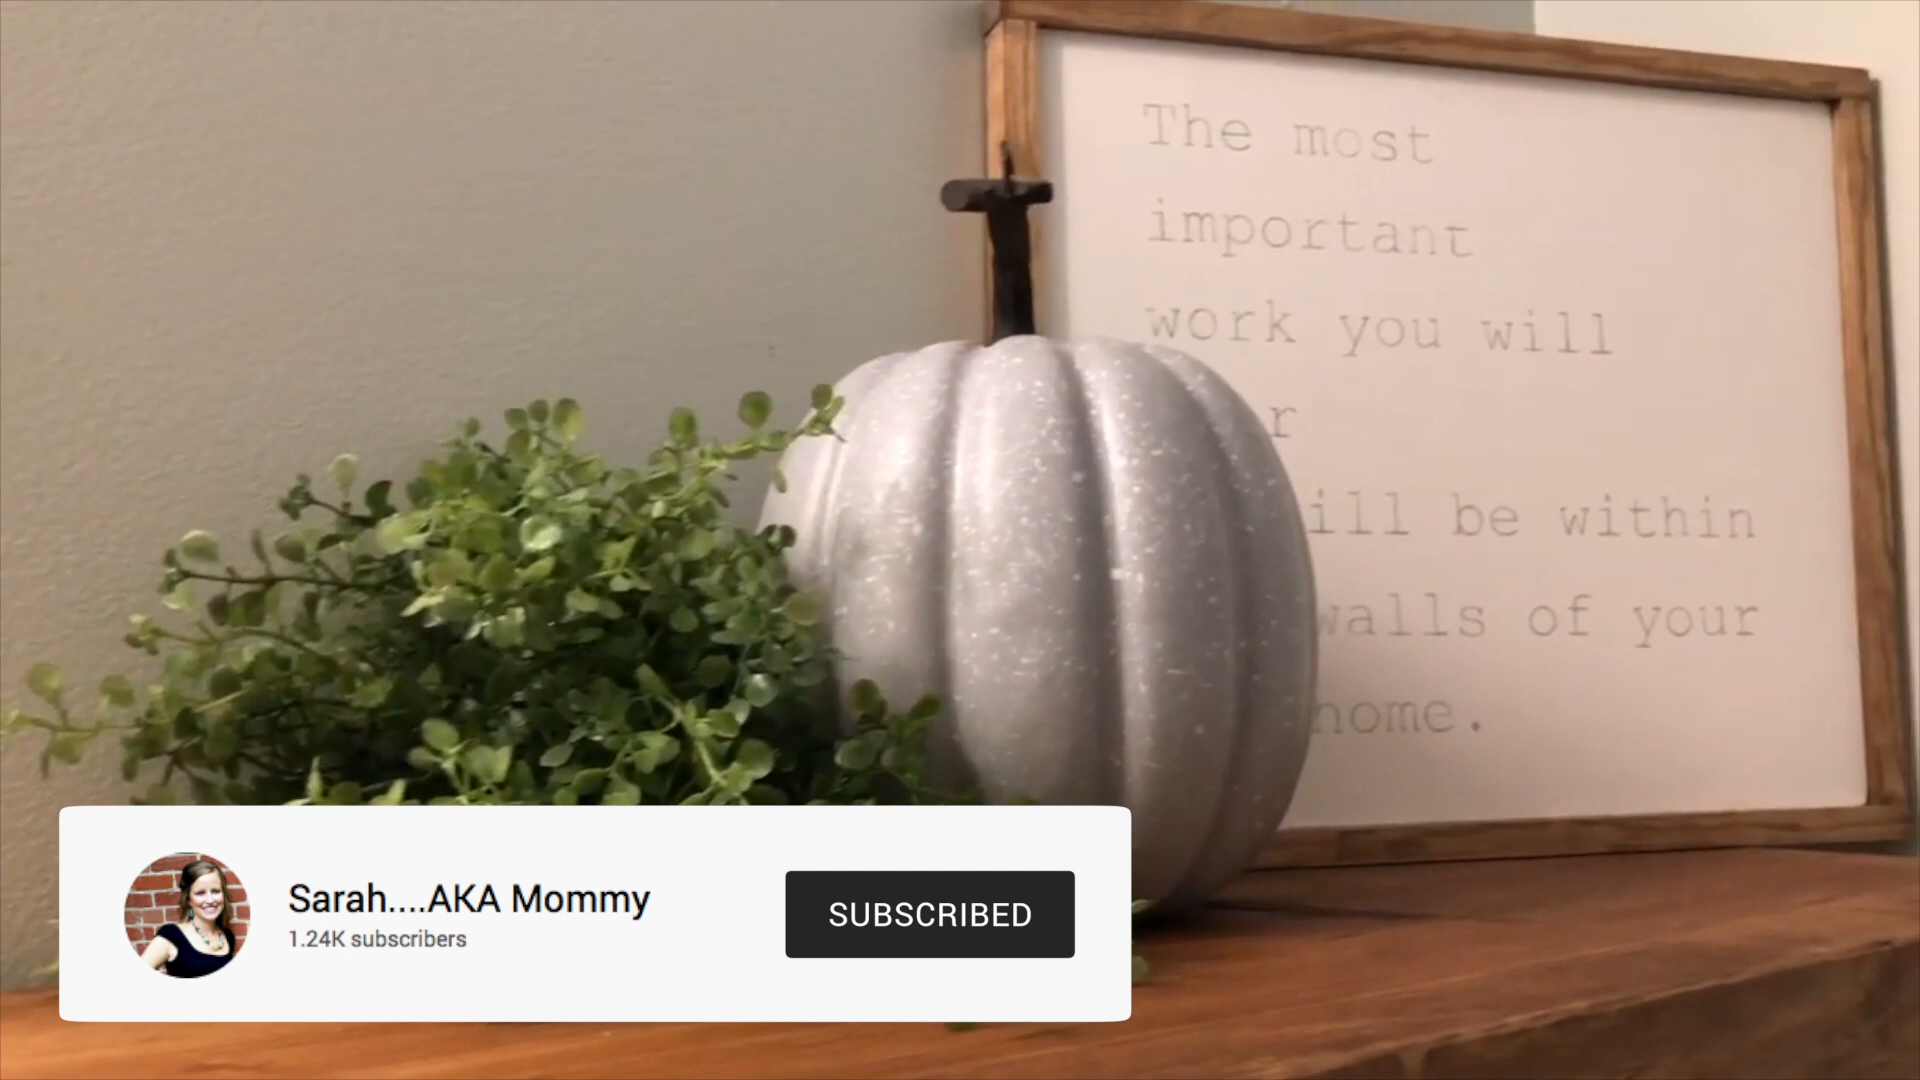 The most
important
work you will
r
ill be within
walls of your
home.
Sarah....AKA Mommy
1.24K subscribers
SUBSCRIBED